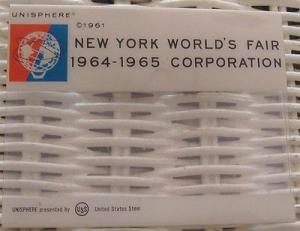 UNISPHERE®
©1961
NEW YORK WORLD'S FAIR
1964-1965 CORPORATION
UNISPHERE presented by USS United States Steel